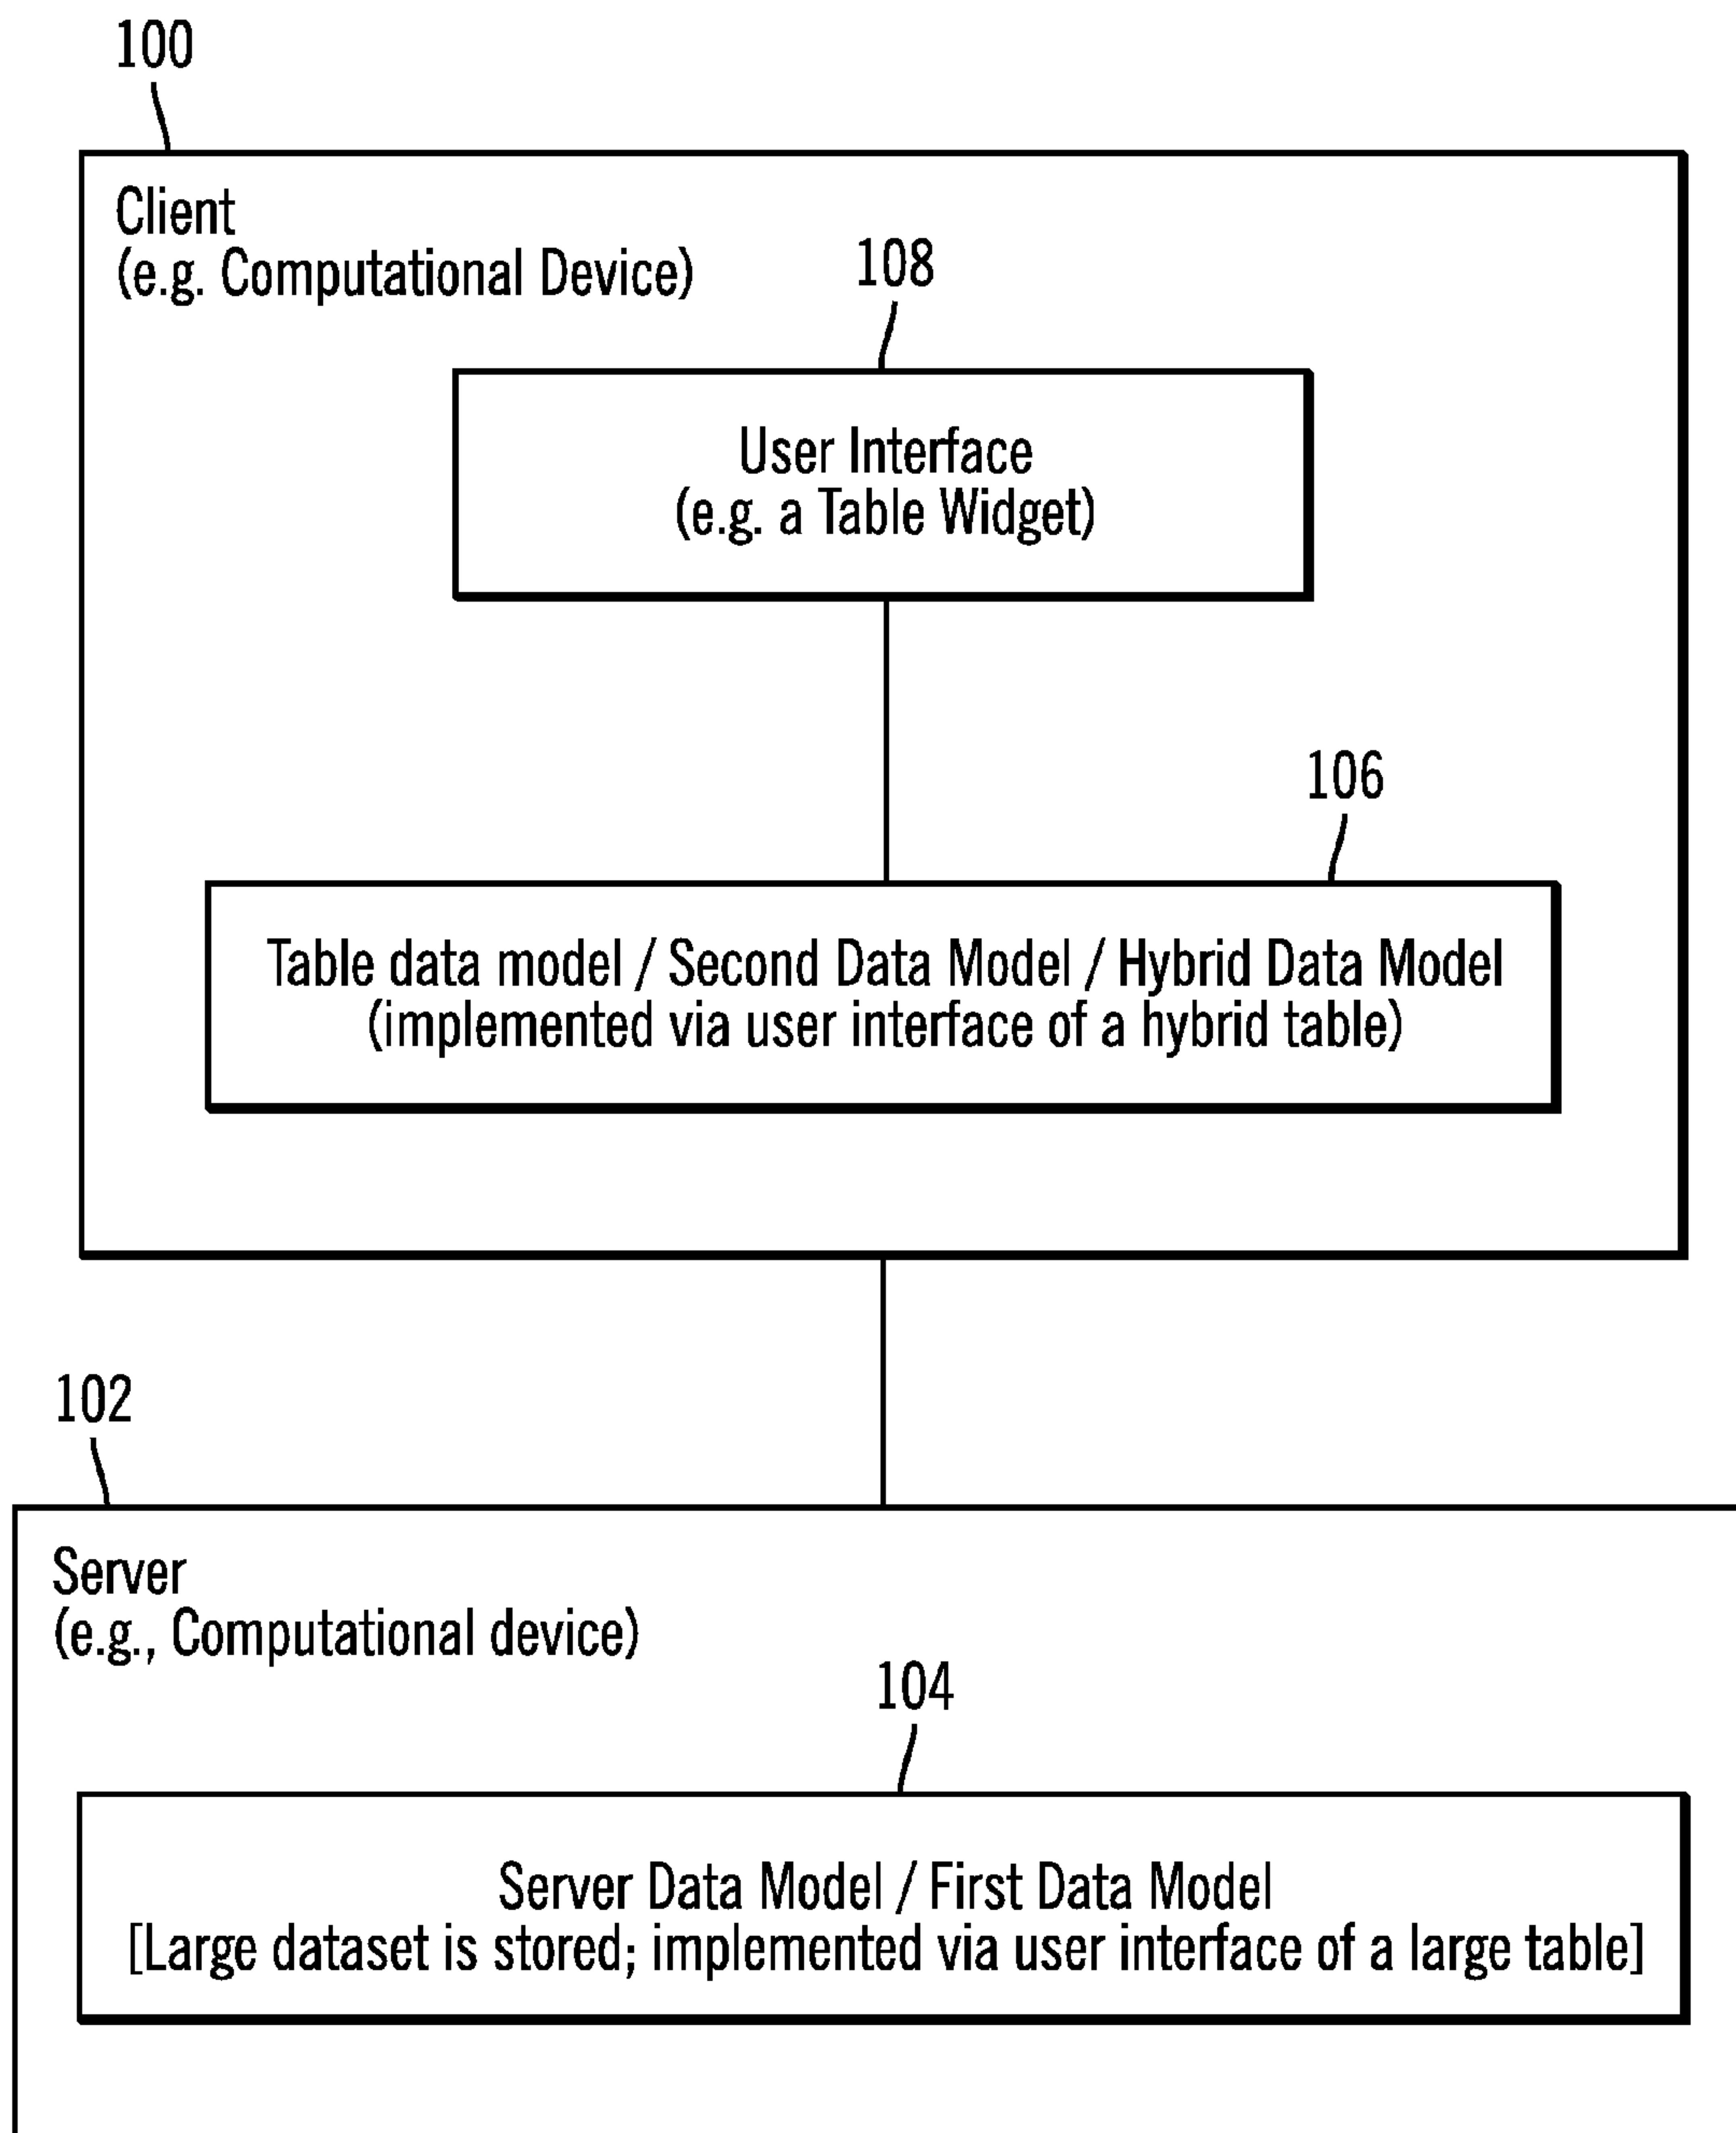 100
Client
(e.g. Computational Device)
108
User Interface
(e.g. a Table Widget)
106
Table data model / Second Data Model / Hybrid Data Model
(implemented via user interface of a hybrid table)
102
Server
(e.g., Computational device)
104
Server Data Model / First Data Model
[Large dataset is stored; implemented via user interface of a large table]